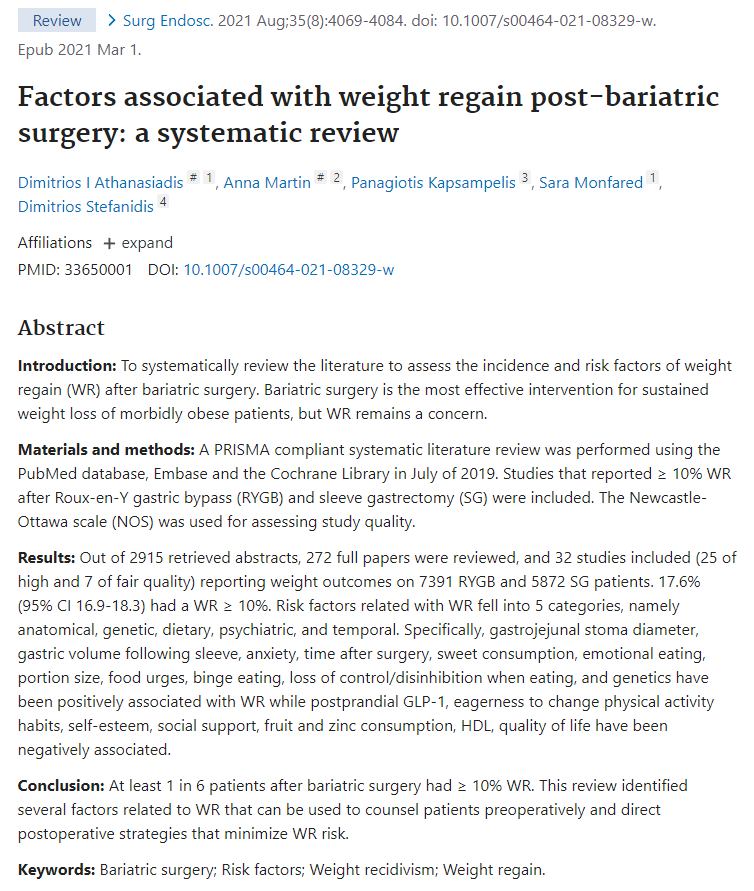 Review > Surg Endosc. 2021 Aug;35(8):4069-4084. doi: 10.1007/s00464-021-08329-w.
Epub 2021 Mar 1.
Factors associated with weight regain post-bariatric
surgery: a systematic review
Dimitrios I Athanasiadis # 1, Anna Martin # 2, Panagiotis Kapsampelis 3, Sara Monfared 1,
Dimitrios Stefanidis 4
Affiliations + expand
PMID: 33650001 DOI: 10.1007/s00464-021-08329-w
Abstract
Introduction: To systematically review the literature to assess the incidence and risk factors of weight
regain (WR) after bariatric surgery. Bariatric surgery is the most effective intervention for sustained
weight loss of morbidly obese patients, but WR remains a concern.
Materials and methods: A PRISMA compliant systematic literature review was performed using the
PubMed database, Embase and the Cochrane Library in July of 2019. Studies that reported ≥ 10% WR
after Roux-en-Y gastric bypass (RYGB) and sleeve gastrectomy (SG) were included. The Newcastle-
Ottawa scale (NOS) was used for assessing study quality.
Results: Out of 2915 retrieved abstracts, 272 full papers were reviewed, and 32 studies included (25 of
high and 7 of fair quality) reporting weight outcomes on 7391 RYGB and 5872 SG patients. 17.6%
(95% CI 16.9-18.3) had a WR ≥ 10%. Risk factors related with WR fell into 5 categories, namely
anatomical, genetic, dietary, psychiatric, and temporal. Specifically, gastrojejunal stoma diameter,
gastric volume following sleeve, anxiety, time after surgery, sweet consumption, emotional eating,
portion size, food urges, binge eating, loss of control/disinhibition when eating, and genetics have
been positively associated with WR while postprandial GLP-1, eagerness to change physical activity
habits, self-esteem, social support, fruit and zinc consumption, HDL, quality of life have been
negatively associated.
Conclusion: At least 1 in 6 patients after bariatric surgery had ≥ 10% WR. This review identified
several factors related to WR that can be used to counsel patients preoperatively and direct
postoperative strategies that minimize WR risk.
Keywords: Bariatric surgery; Risk factors; Weight recidivism; Weight regain.